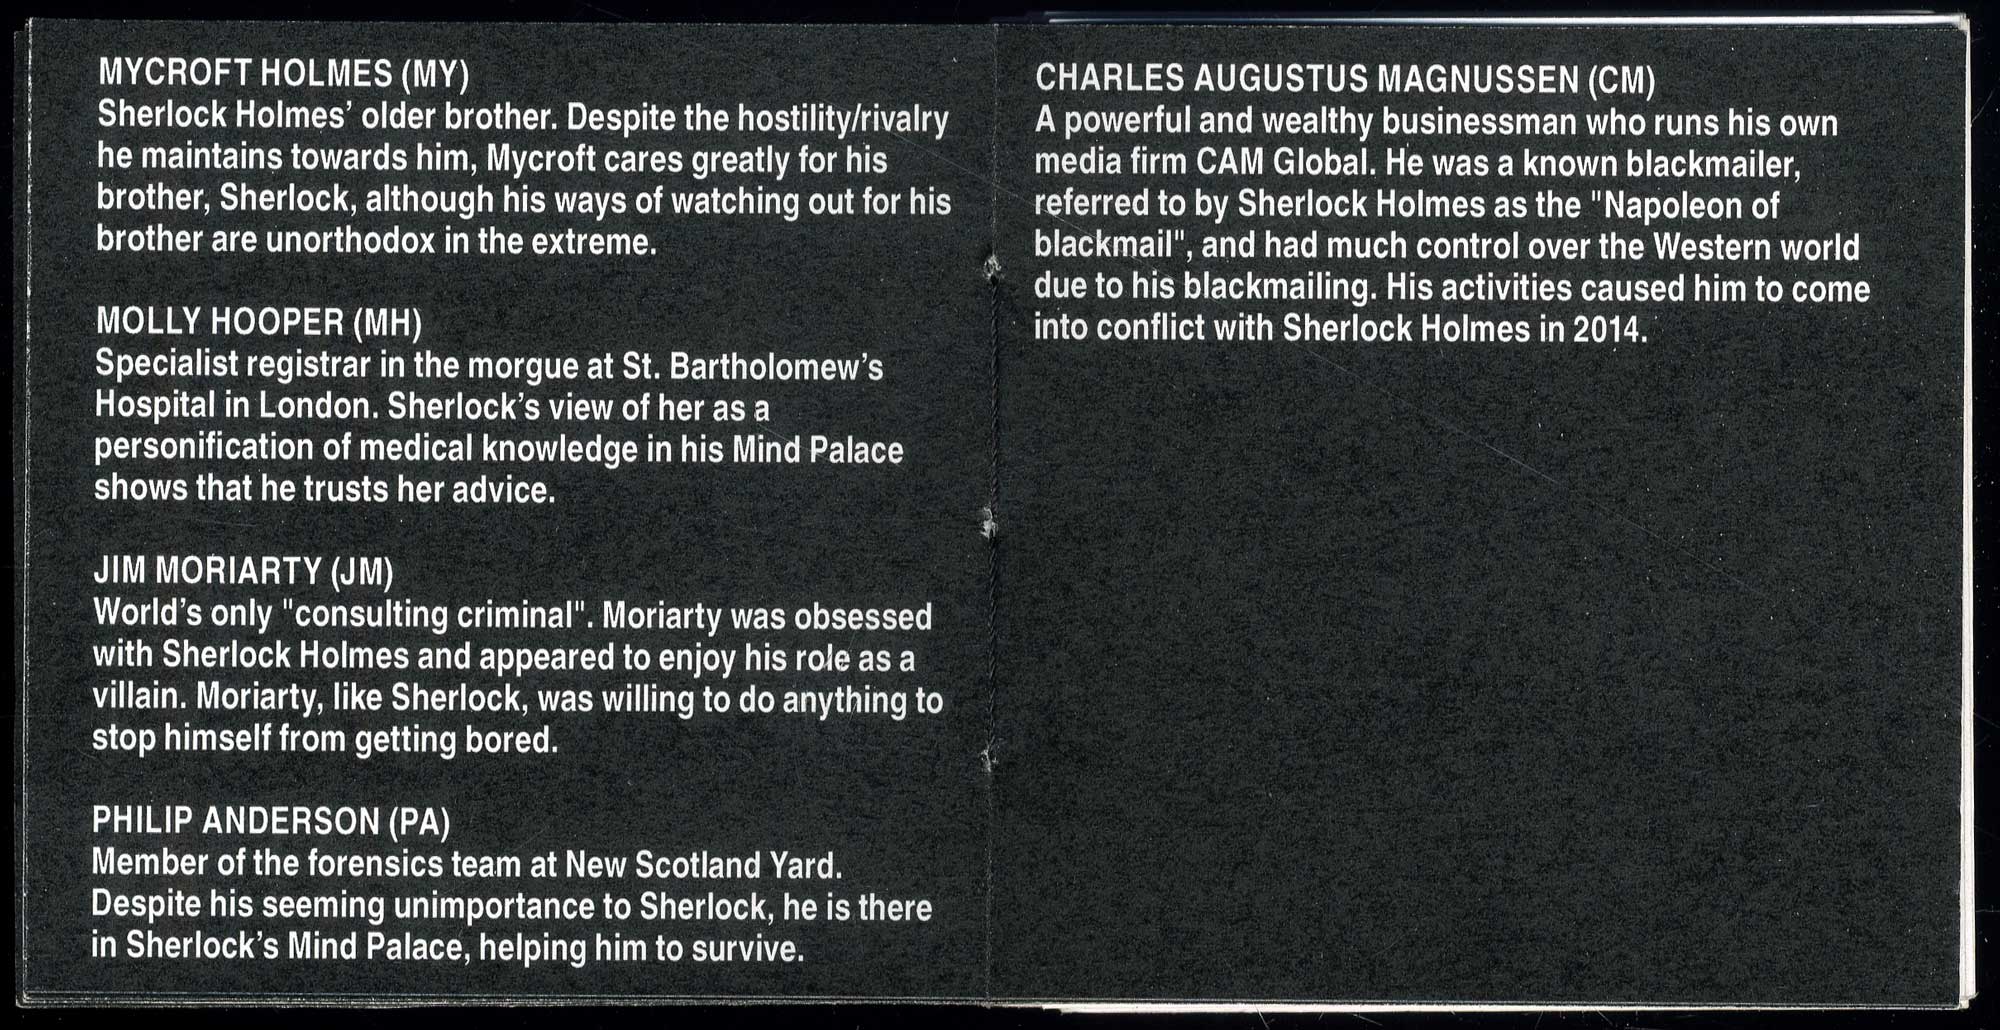 MYCROFT HOLMES (MY)
Sherlock Holmes’ older brother. Despite the hostility/rivalry
he maintains towards him, Mycroft cares greatly for his
brother, Sherlock, although his ways of watching out for his
brother are unorthodox in the extreme.
MOLLY HOOPER (MH)
Specialist registrar in the morgue at St. Bartholomew’s
Hospital in London. Sherlock’s view of her as a
personification of medical knowledge in his Mind Palace
shows that he trusts her advice.
JIM MORIARTY (JM)
World’s only "consulting criminal". Moriarty was obsessed
with Sherlock Holmes and appeared to enjoy his role as a
villain. Moriarty, like Sherlock, was willing to do anything to
stop himself from getting bored.
PHILIP ANDERSON (PA)
Member of the forensics team at New Scotland Yard.
Despite his seeming unimportance to Sherlock, he is there
in Sherlock’s Mind Palace, helping him to survive.
CHARLES AUGUSTUS MAGNUSSEN (CM)
A powerful and wealthy businessman who runs his own
media firm CAM Global. He was a known blackmailer,
referred to by Sherlock Holmes as the "Napoleon of
blackmail", and had much control over the Western world
due to his blackmailing. His activities caused him to come
into conflict with Sherlock Holmes in 2014.